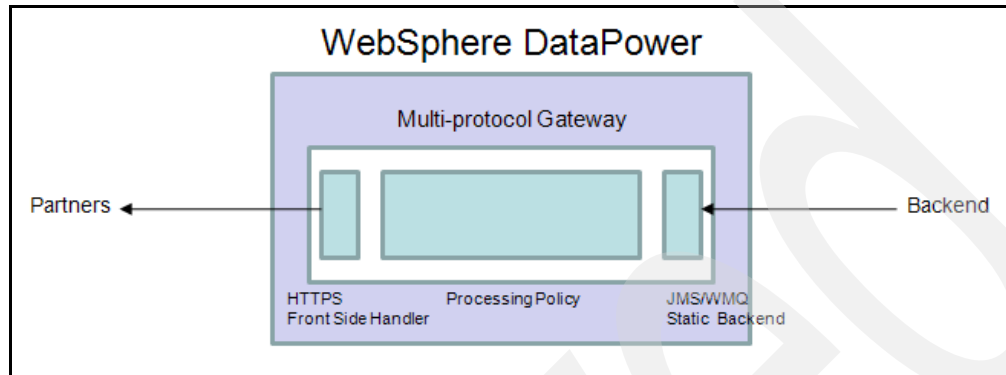 WebSphere DataPower
Multi-protocol Gateway
Partners
Backend
HTTPS
Front Side Handler
Processing Policy
JMS/WMQ
Static Backend